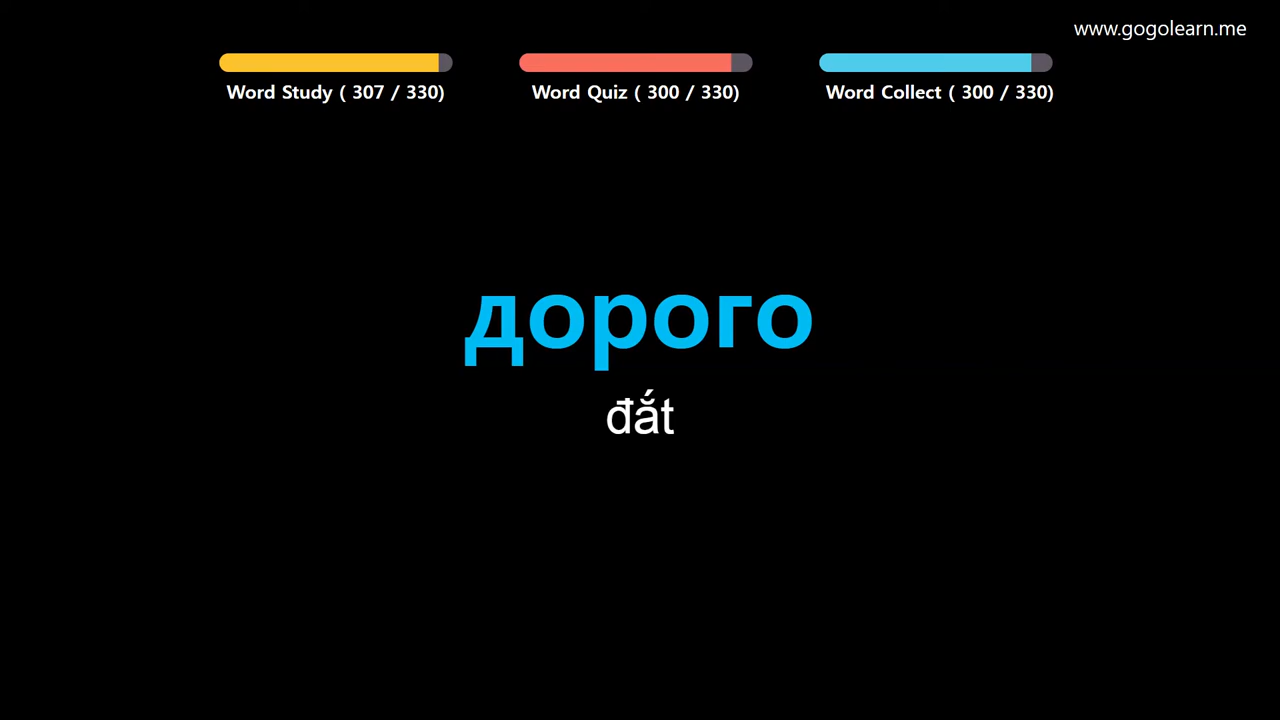 www.gogolearn.me
Word Study ( 307 / 330)
Word Quiz ( 300 / 330)
Word Collect ( 300 / 330)
дорого
đắt